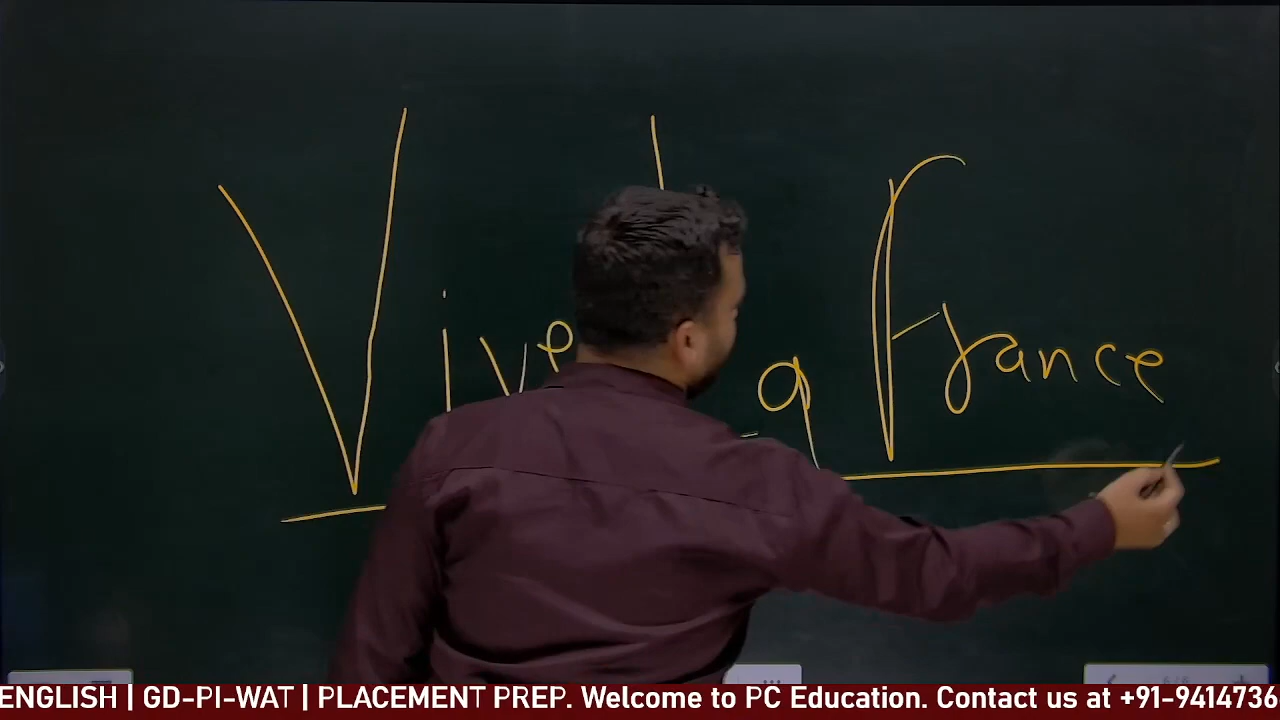 Vive la France
ENGLISH | GD-PI-WAT | PLACEMENT PREP. Welcome to PC Education. Contact us at +91-9414736